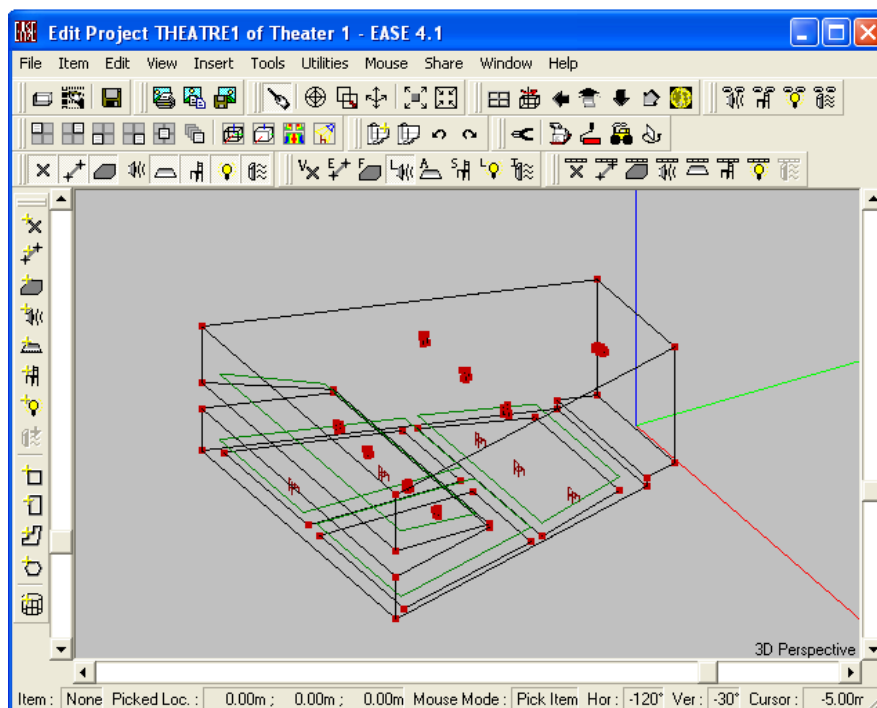 EASE Edit Project THEATRE1 of Theater 1 - EASE 4.1
File Item Edit View Insert Tools Utilities Mouse Share Window Help
V E F L A S L T
3D Perspective
Item : None Picked Loc. : 0.00m ; 0.00m ; 0.00m Mouse Mode : Pick Item Hor : -120° Ver : -30° Cursor : -5.00m